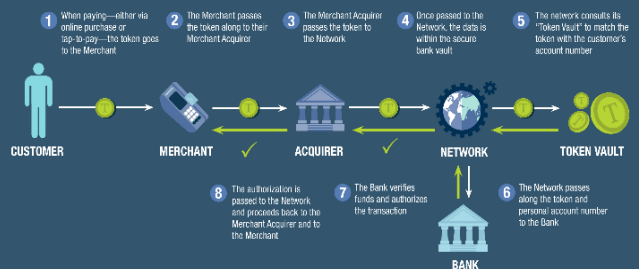 1 When paying—either via
online purchase or
tap-to-pay—the token goes
to the Merchant
2 The Merchant passes
the token along to their
Merchant Acquirer
3 The Merchant Acquirer
passes the token to
the Network
4 Once passed to the
Network, the data is
within the secure
bank vault
5 The network consults its
"Token Vault" to match the
token with the customer's
account number
T
T
T
T
T
T
CUSTOMER
MERCHANT
ACQUIRER
NETWORK
TOKEN VAULT
8 The authorization is
passed to the Network
and proceeds back to the
Merchant Acquirer and to
the Merchant
7 The Bank verifies
funds and authorizes
the transaction
6 The Network passes
along the token and
personal account number
to the Bank
BANK